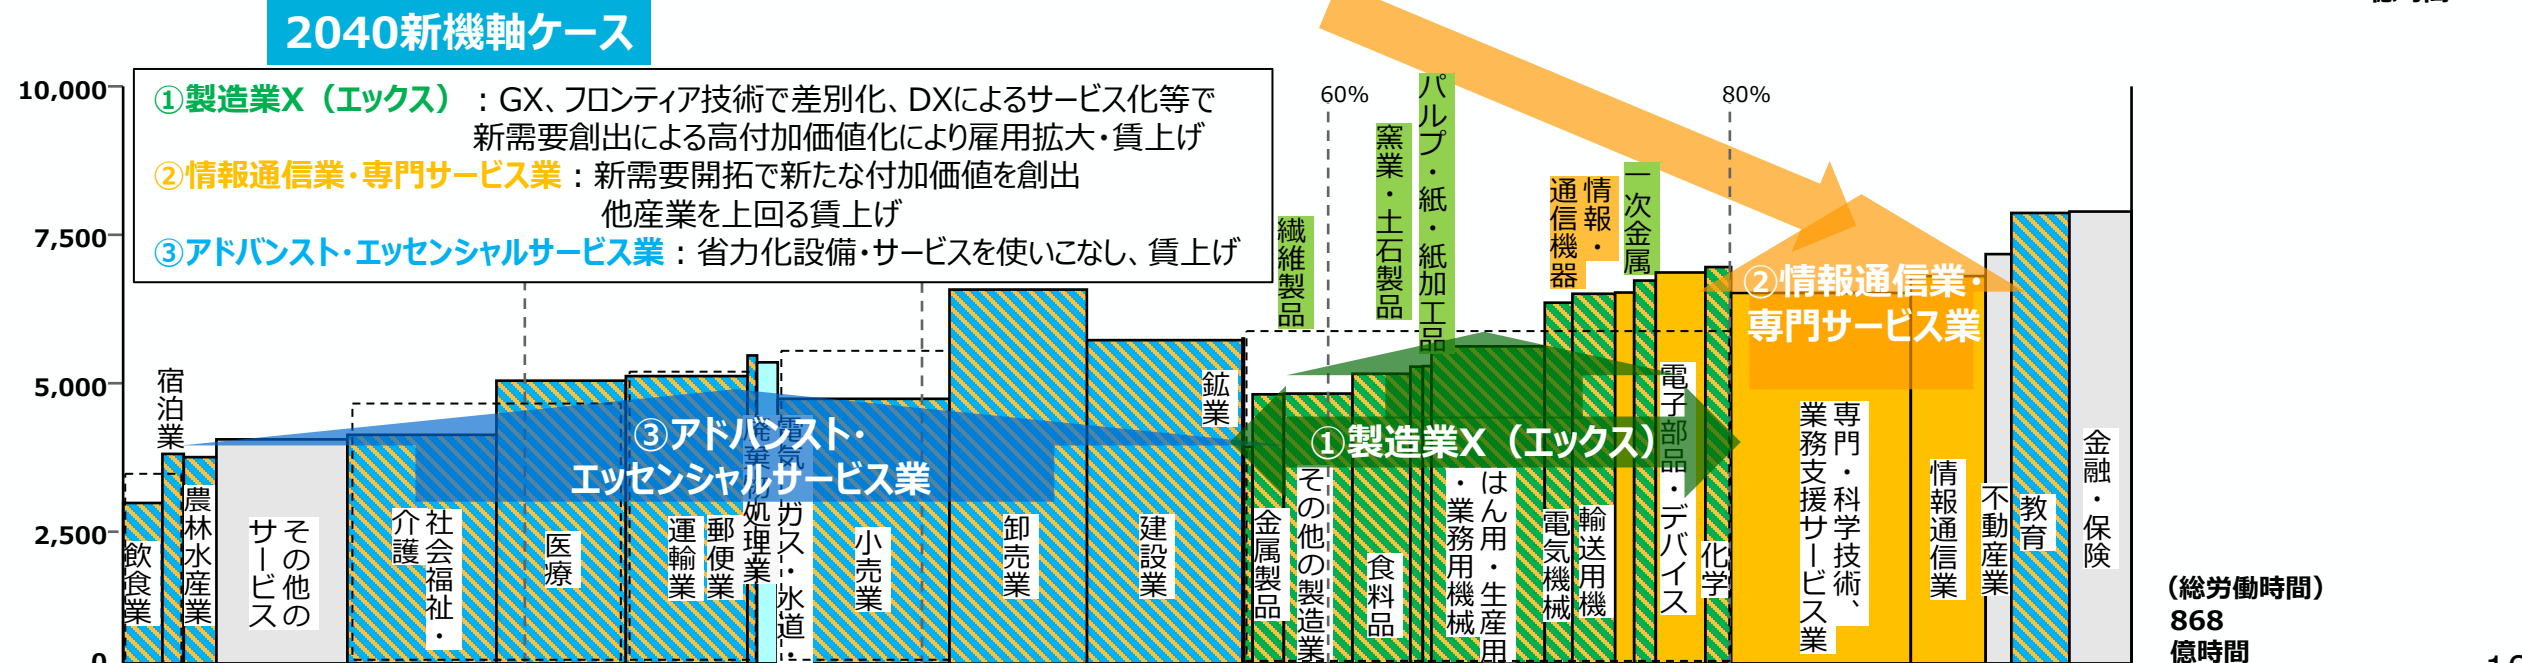 2040新機軸ケース
①製造業X（エックス）：GX、フロンティア技術で差別化、DXによるサービス化等で
新需要創出による高付加価値化により雇用拡大・賃上げ
②情報通信業・専門サービス業：新需要開拓で新たな付加価値を創出
他産業を上回る賃上げ
③アドバンスト・エッセンシャルサービス業：省力化設備・サービスを使いこなし、賃上げ
10,000
7,500
5,000
2,500
0
60%
80%
飲食業
宿泊業
農林水産業
その他の
サービス
社会福祉・
介護
医療
運輸業
郵便業
廃棄物処理業
電気・ガス・水道・
小売業
卸売業
建設業
鉱業
③アドバンスト・
エッセンシャルサービス業
金属製品
繊維製品
その他の製造業
食料品
窯業・土石製品
パルプ・紙・紙加工品
はん用・生産用
・業務用機械
電気機械
輸送用機
情報・
通信機器
一次金属
電子部品・デバイス
化学
①製造業X（エックス）
②情報通信業・
専門サービス業
専門・科学技術、
業務支援サービス業
情報通信業
不動産業
教育
金融・保険
（総労働時間）
868
億時間